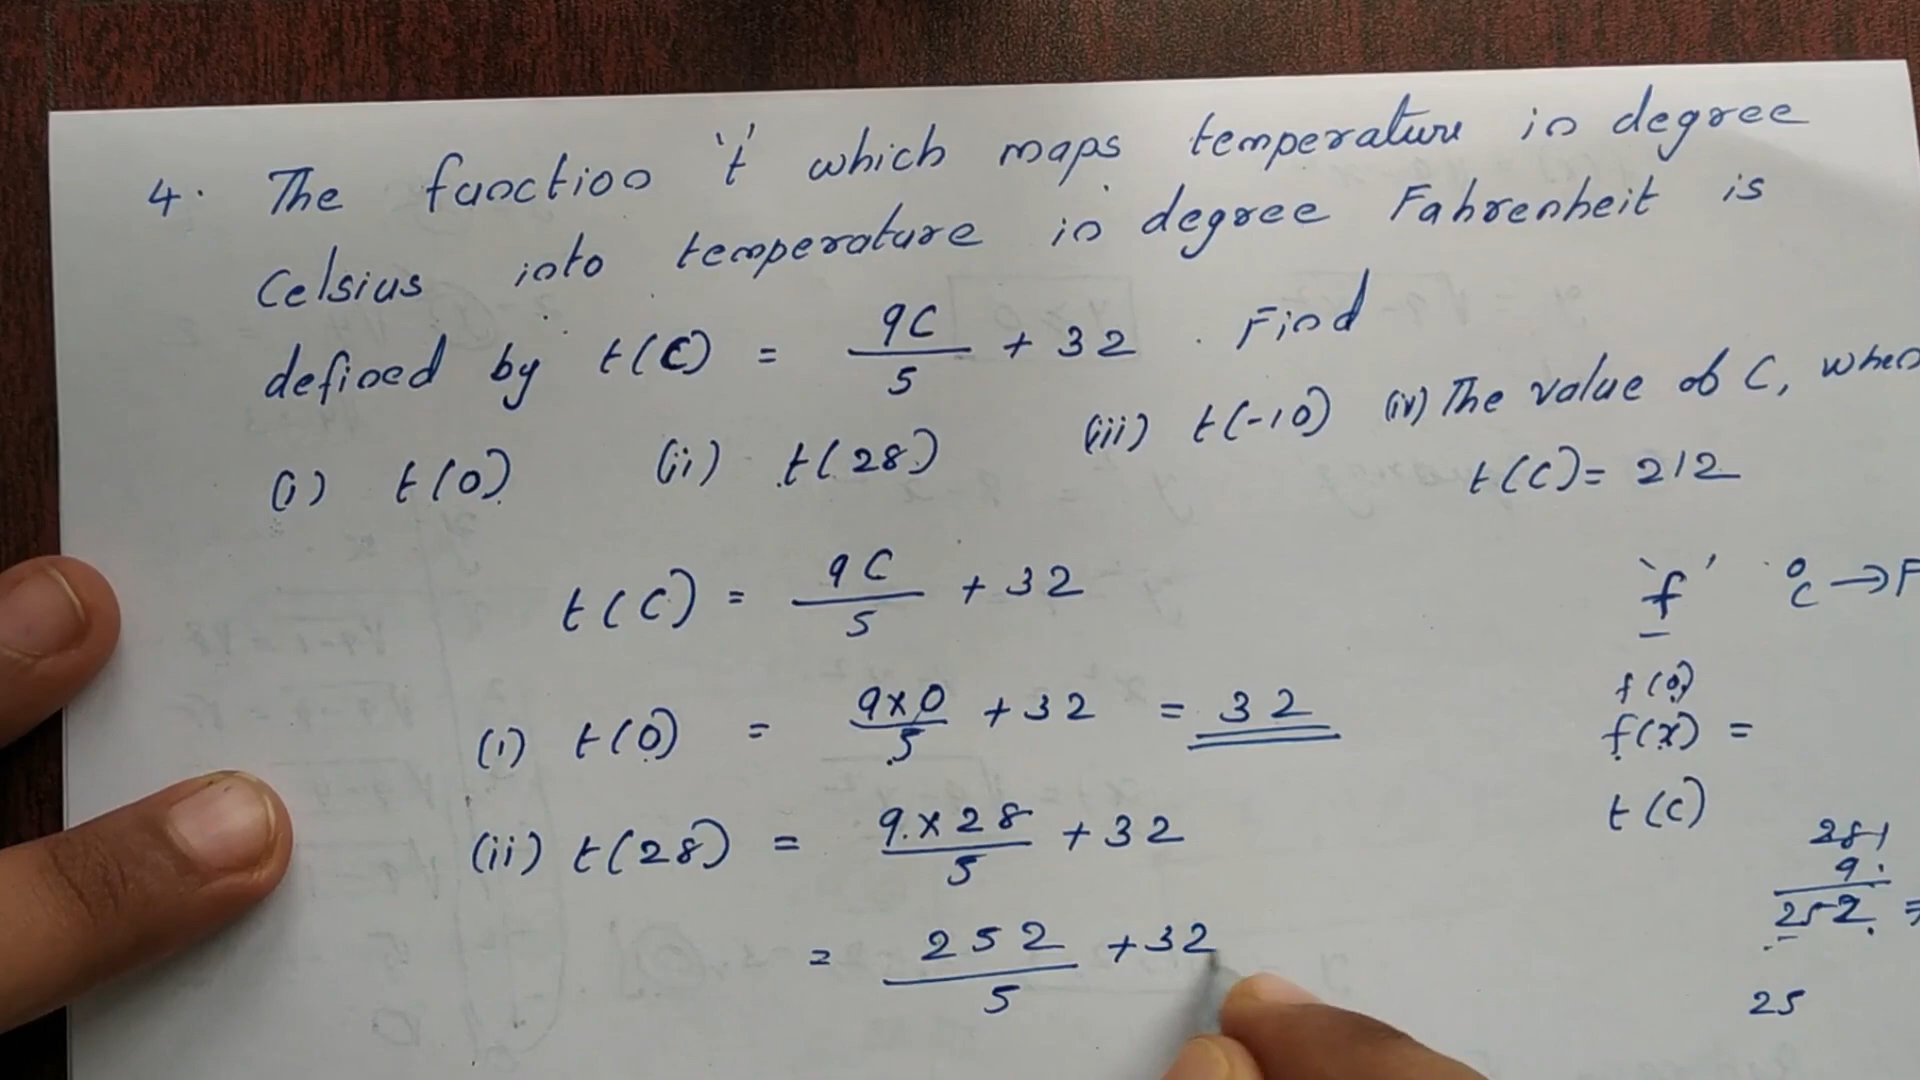 4. The function 't' which maps temperature in degree
Celsius into temperature in degree Fahrenheit is
defined by t(C) = 9C/5 + 32 . Find
(i) t(0) (ii) t(28) (iii) t(-10) (iv) The value of C, when
t(C) = 212
t(C) = 9C/5 + 32
(i) t(0) = 9×0/5 + 32 = 32
(ii) t(28) = 9×28/5 + 32
= 252/5 + 32
'f' °C → F
f(0)
f(x) =
t(C)
28
9
252 =
25